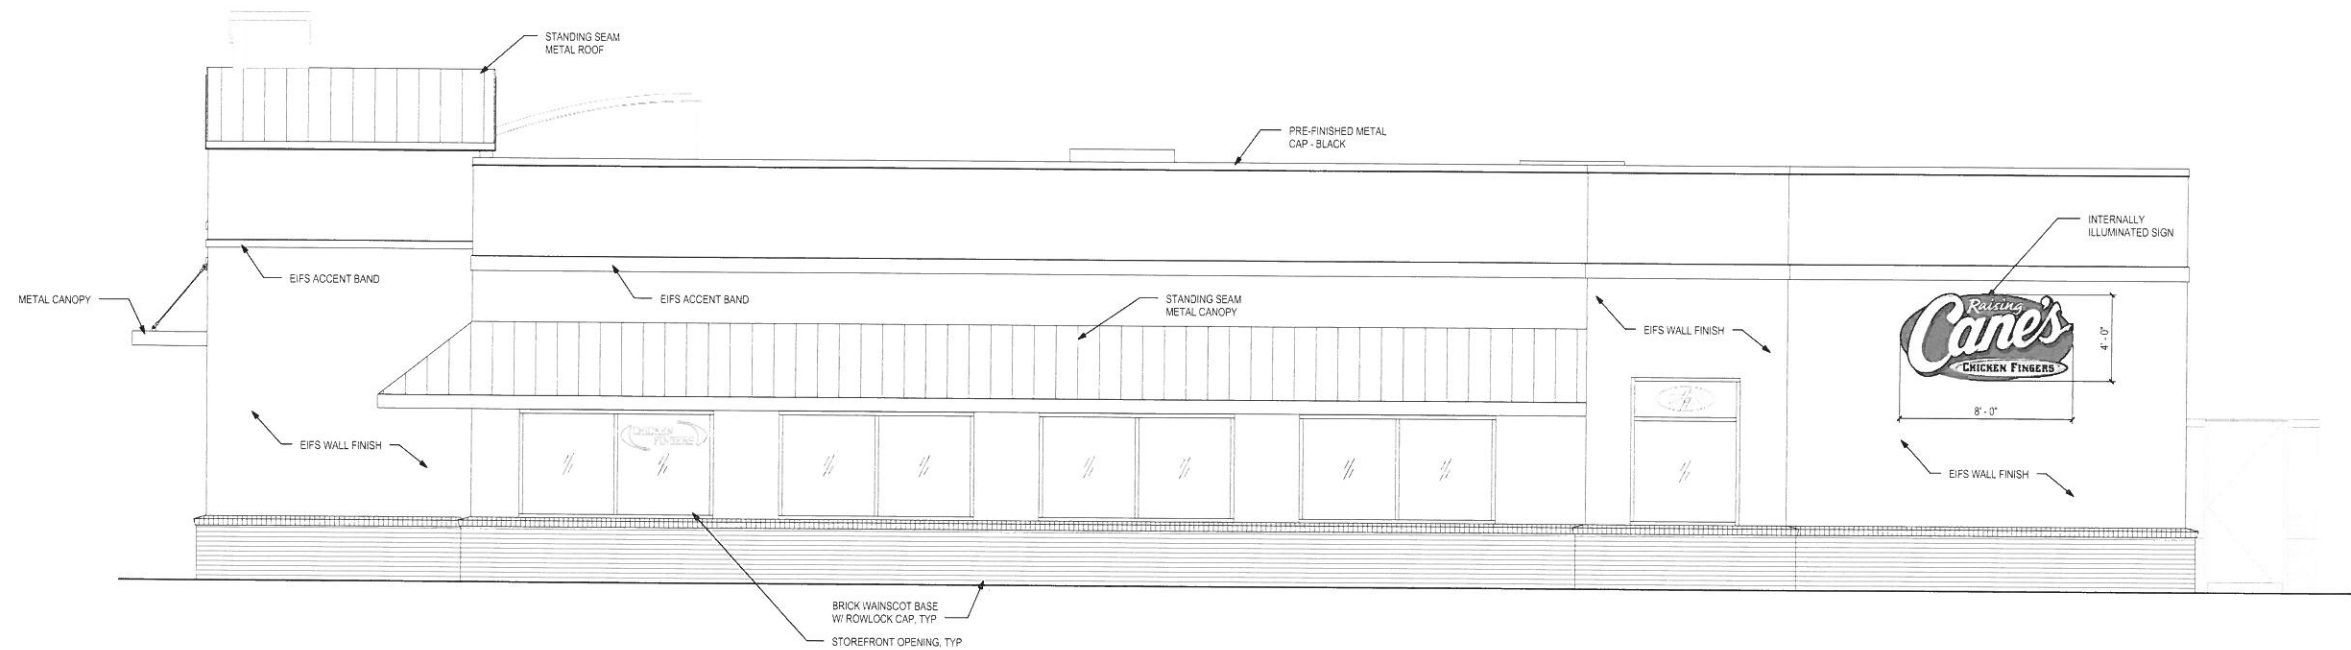 STANDING SEAM
METAL ROOF
PRE-FINISHED METAL
CAP - BLACK
INTERNALLY
ILLUMINATED SIGN
EIFS ACCENT BAND
METAL CANOPY
EIFS ACCENT BAND
STANDING SEAM
METAL CANOPY
EIFS WALL FINISH
Raising
Cane's
CHICKEN FINGERS
4' - 0"
8' - 0"
CHICKEN
FINGERS
EIFS WALL FINISH
EIFS WALL FINISH
BRICK WAINSCOT BASE
W/ ROWLOCK CAP, TYP
STOREFRONT OPENING, TYP